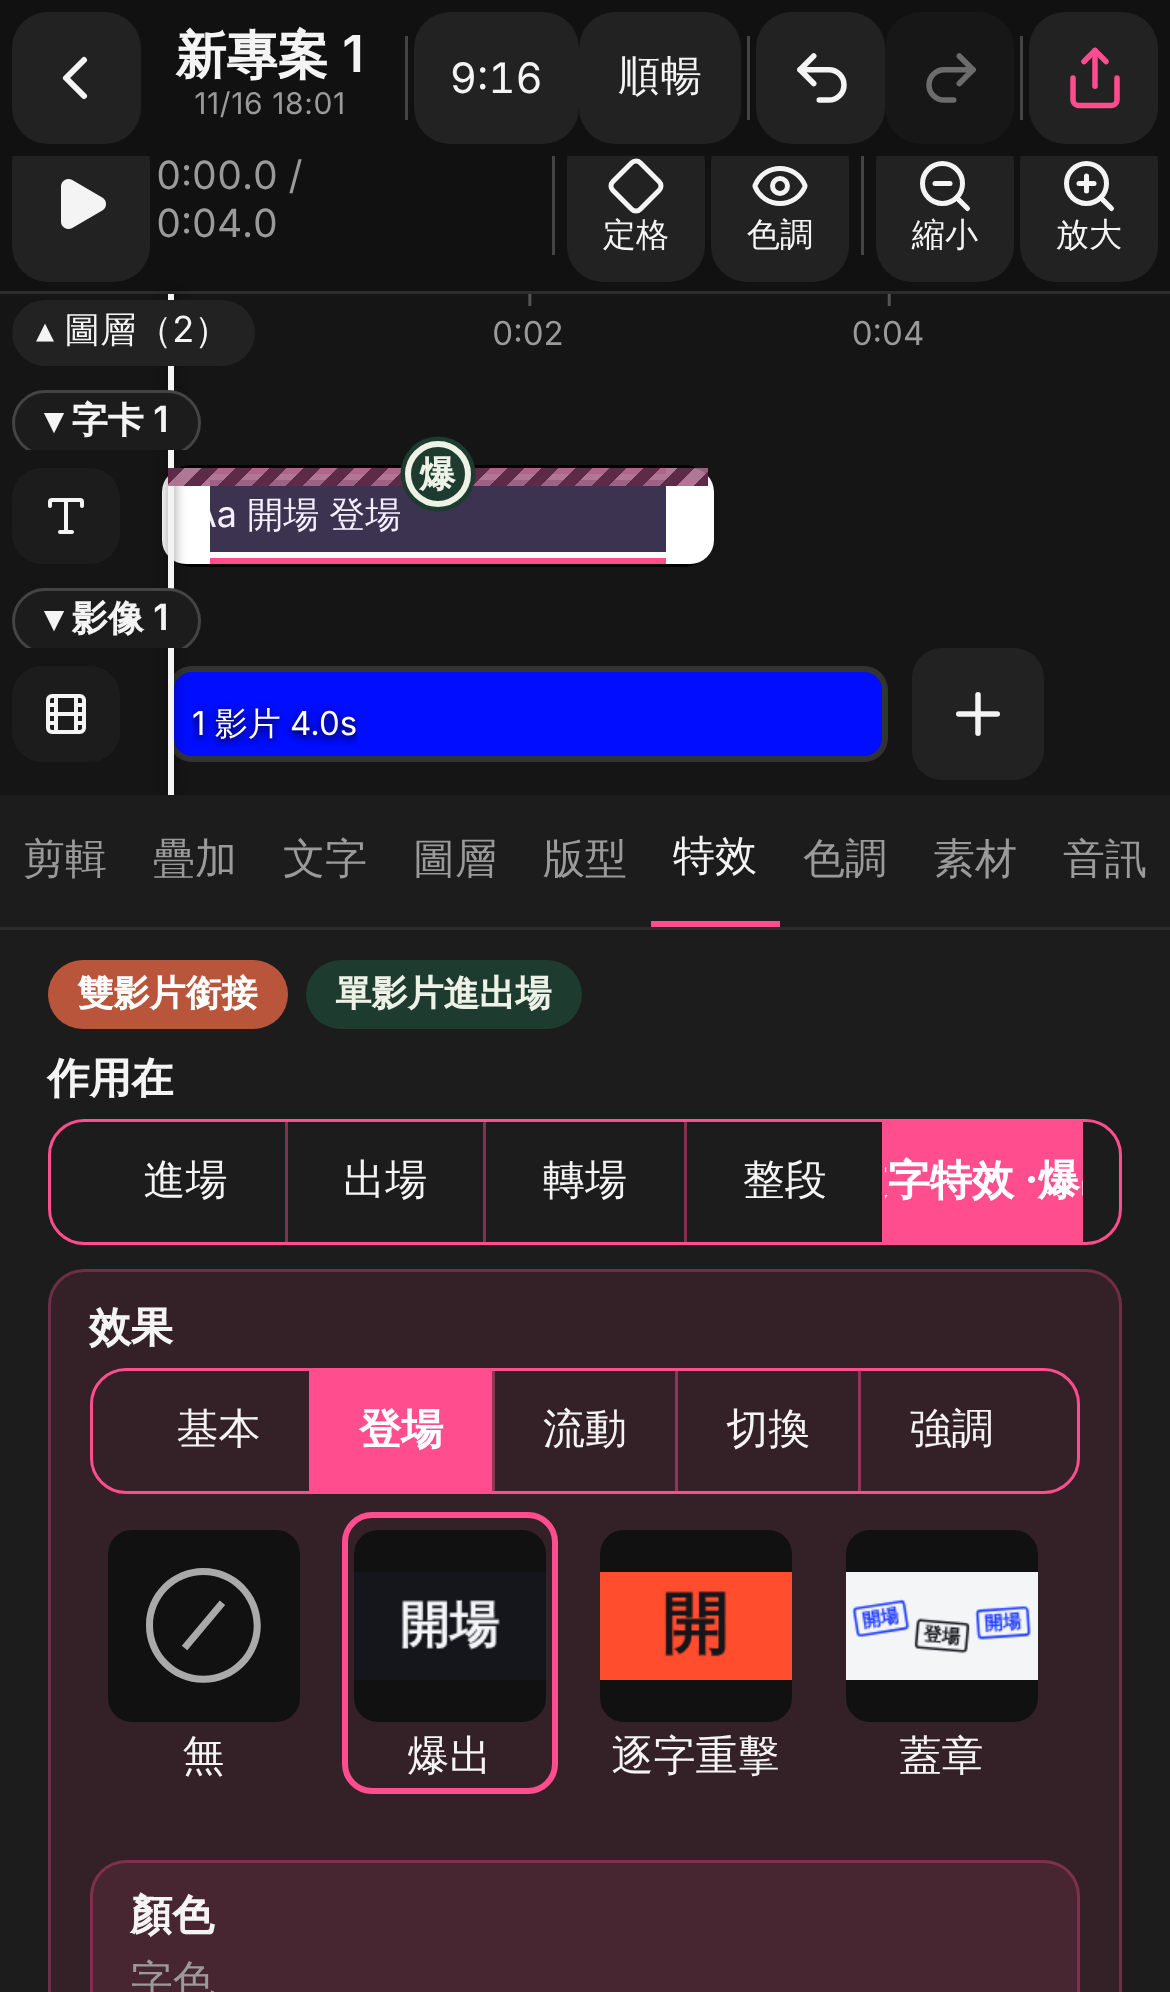 新專案 1
11/16 18:01
9:16
順暢
0:00.0 /
0:04.0
定格
色調
縮小
放大
▲ 圖層（2）
0:02
0:04
▼字卡 1
爆
Aa 開場 登場
▼影像 1
1 影片 4.0s
剪輯 疊加 文字 圖層 版型 特效 色調 素材 音訊
雙影片銜接 單影片進出場
作用在
進場 出場 轉場 整段 字特效 ·爆
效果
基本 登場 流動 切換 強調
開場
開
開場 登場 開場
無 爆出 逐字重擊 蓋章
顏色
字色